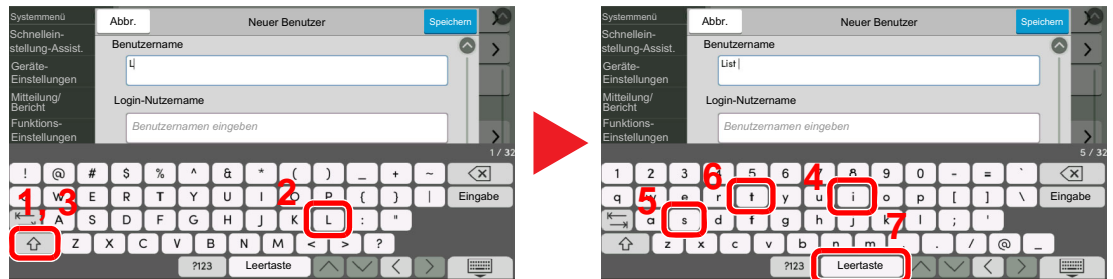 Systemmenü
Schnellein-
stellung-Assist.
Geräte-
Einstellungen
Mitteilung/
Bericht
Funktions-
Einstellungen
Abbr. Neuer Benutzer Speichern
Benutzername
L
Login-Nutzername
Benutzernamen eingeben
1 / 32
! @ # $ % ^ & * ( ) _ + ~
W E R T Y U I O P { } | Eingabe
A S D F G H J K L : "
Z X C V B N M < > ?
?123 Leertaste
1, 3
2
Systemmenü
Schnellein-
stellung-Assist.
Geräte-
Einstellungen
Mitteilung/
Bericht
Funktions-
Einstellungen
Abbr. Neuer Benutzer Speichern
Benutzername
List
Login-Nutzername
Benutzernamen eingeben
5 / 32
1 2 3 4 5 6 7 8 9 0 - = `
q w e r t y u i o p [ ] \ Eingabe
a s d f g h j k l ; '
z x c v b n m , . / @ _
?123 Leertaste
6
4
5
7